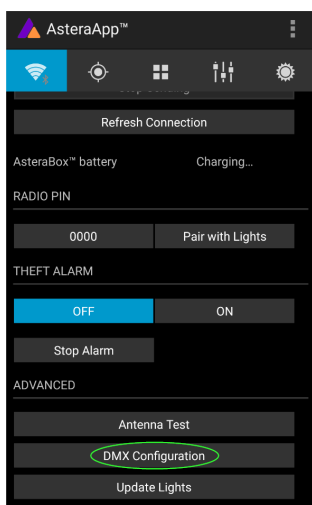 AsteraApp™
Refresh Connection
AsteraBox™ battery Charging...
RADIO PIN
0000 Pair with Lights
THEFT ALARM
OFF ON
Stop Alarm
ADVANCED
Antenna Test
DMX Configuration
Update Lights